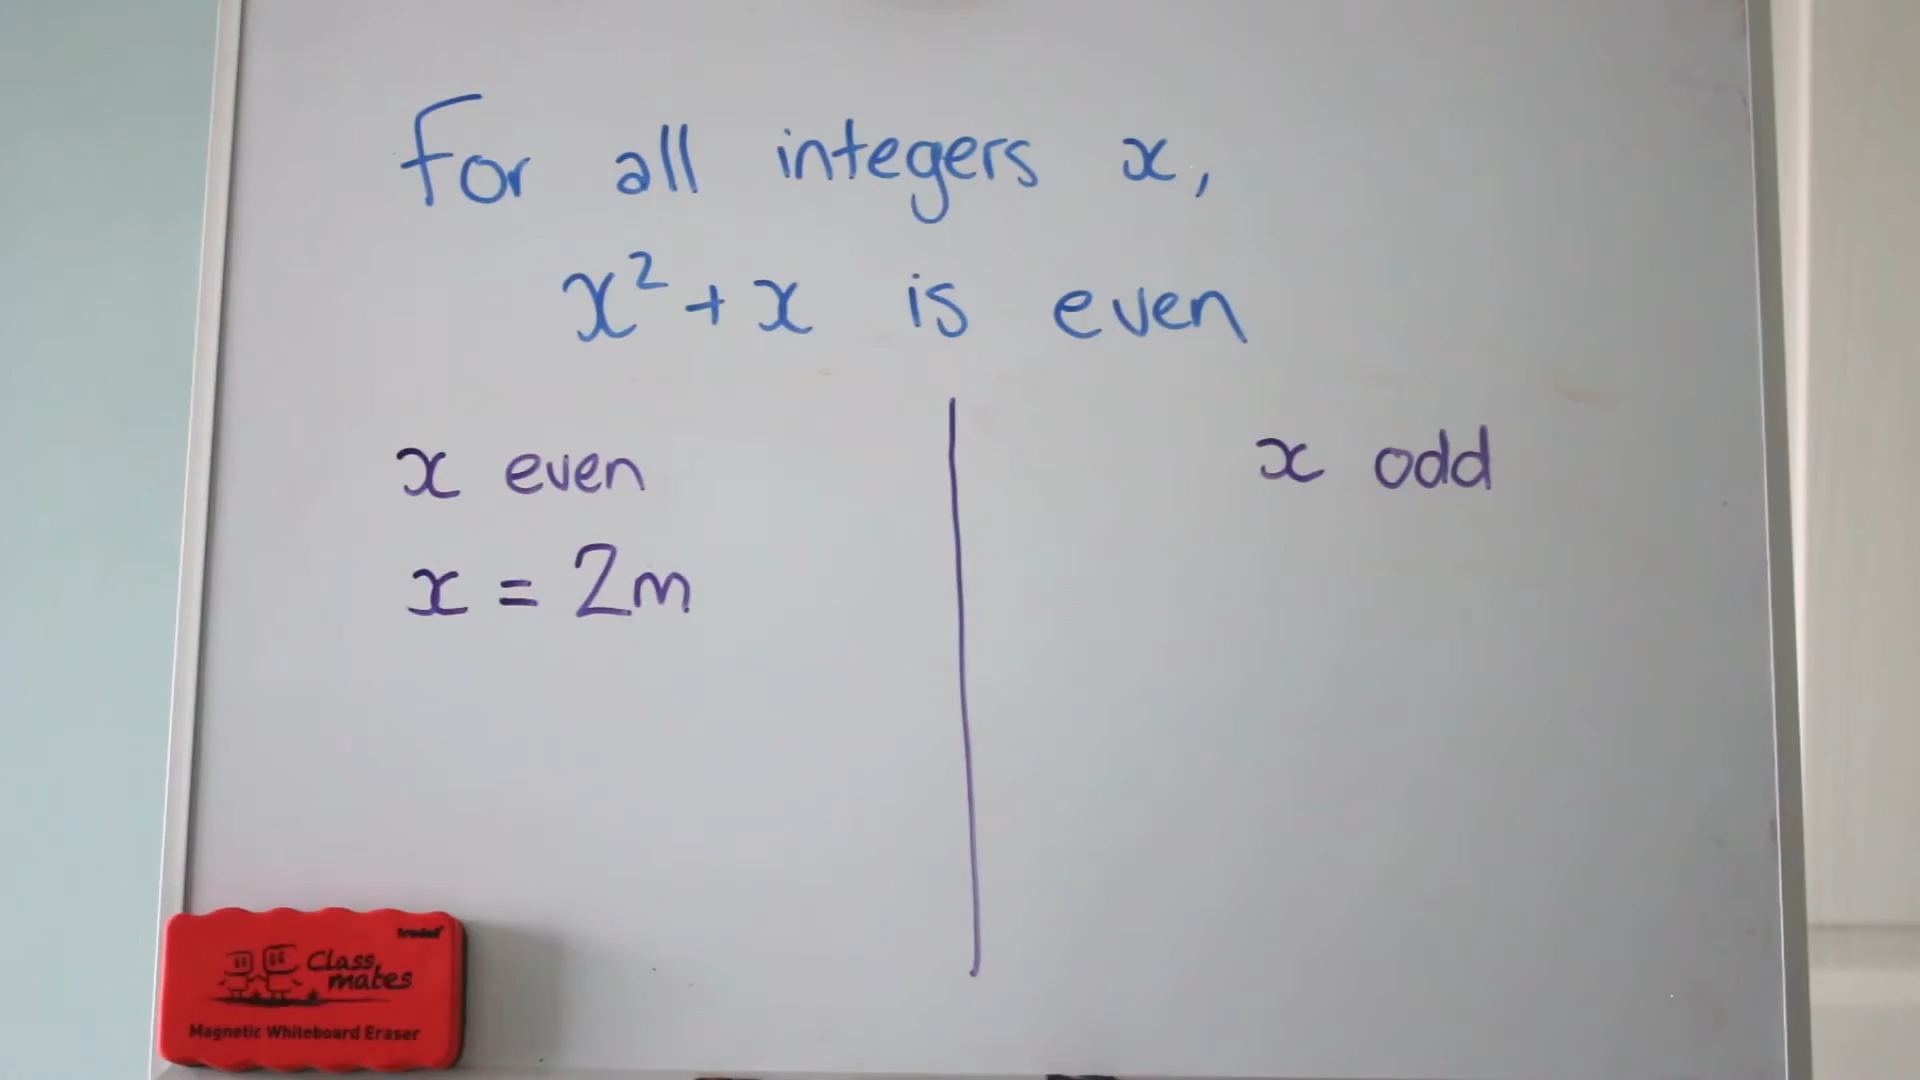 For all integers x,
x² + x is even
x even
x = 2m
x odd
Class
mates
Magnetic Whiteboard Eraser